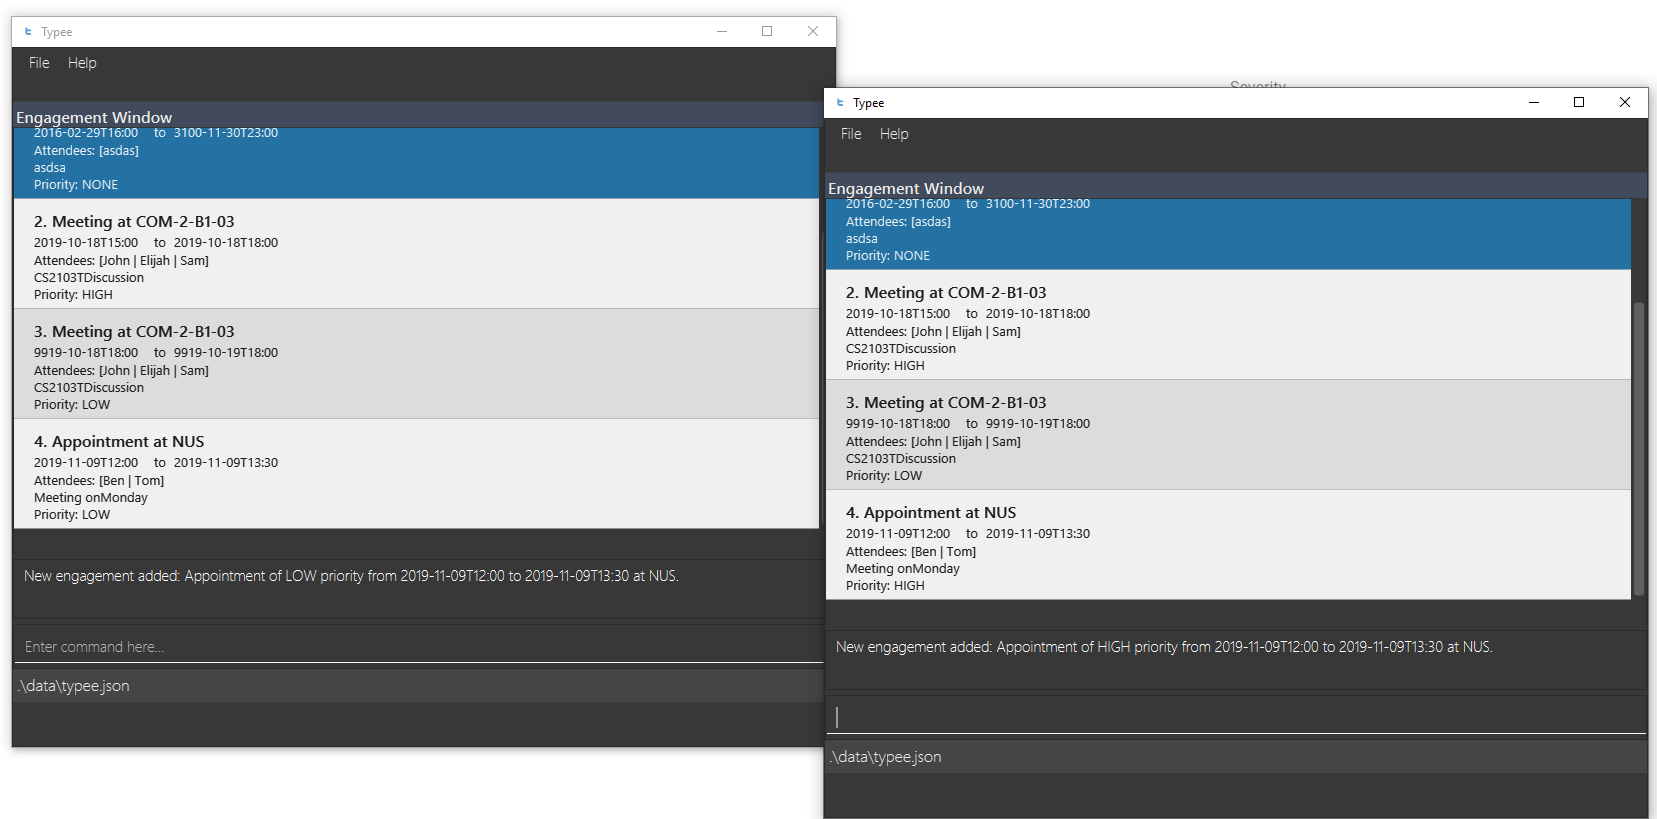 Typee
File Help
Engagement Window
2016-02-29T16:00 to 3100-11-30T23:00
Attendees: [asdas]
asdsa
Priority: NONE
2. Meeting at COM-2-B1-03
2019-10-18T15:00 to 2019-10-18T18:00
Attendees: [John | Elijah | Sam]
CS2103TDiscussion
Priority: HIGH
3. Meeting at COM-2-B1-03
9919-10-18T18:00 to 9919-10-19T18:00
Attendees: [John | Elijah | Sam]
CS2103TDiscussion
Priority: LOW
4. Appointment at NUS
2019-11-09T12:00 to 2019-11-09T13:30
Attendees: [Ben | Tom]
Meeting onMonday
Priority: LOW
New engagement added: Appointment of LOW priority from 2019-11-09T12:00 to 2019-11-09T13:30 at NUS.
Enter command here...
.\data\typee.json
Severity
Typee
File Help
Engagement Window
2016-02-29T16:00 to 3100-11-30T23:00
Attendees: [asdas]
asdsa
Priority: NONE
2. Meeting at COM-2-B1-03
2019-10-18T15:00 to 2019-10-18T18:00
Attendees: [John | Elijah | Sam]
CS2103TDiscussion
Priority: HIGH
3. Meeting at COM-2-B1-03
9919-10-18T18:00 to 9919-10-19T18:00
Attendees: [John | Elijah | Sam]
CS2103TDiscussion
Priority: LOW
4. Appointment at NUS
2019-11-09T12:00 to 2019-11-09T13:30
Attendees: [Ben | Tom]
Meeting onMonday
Priority: HIGH
New engagement added: Appointment of HIGH priority from 2019-11-09T12:00 to 2019-11-09T13:30 at NUS.
.\data\typee.json